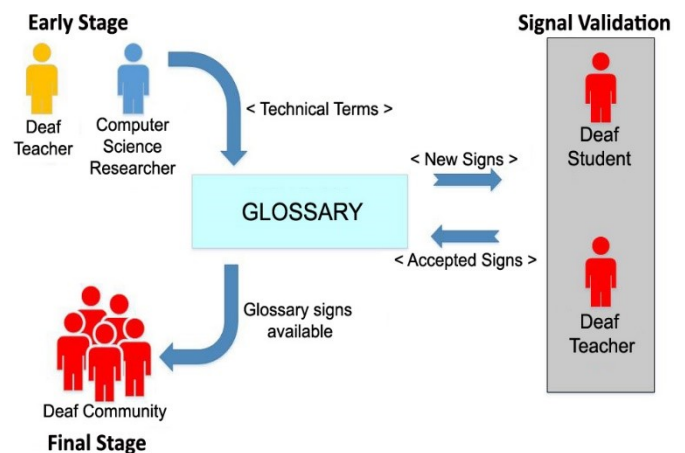 Early Stage
Deaf
Teacher
Computer
Science
Researcher
< Technical Terms >
GLOSSARY
Signal Validation
Deaf
Student
< New Signs >
< Accepted Signs >
Deaf
Teacher
Glossary signs
available
Deaf Community
Final Stage